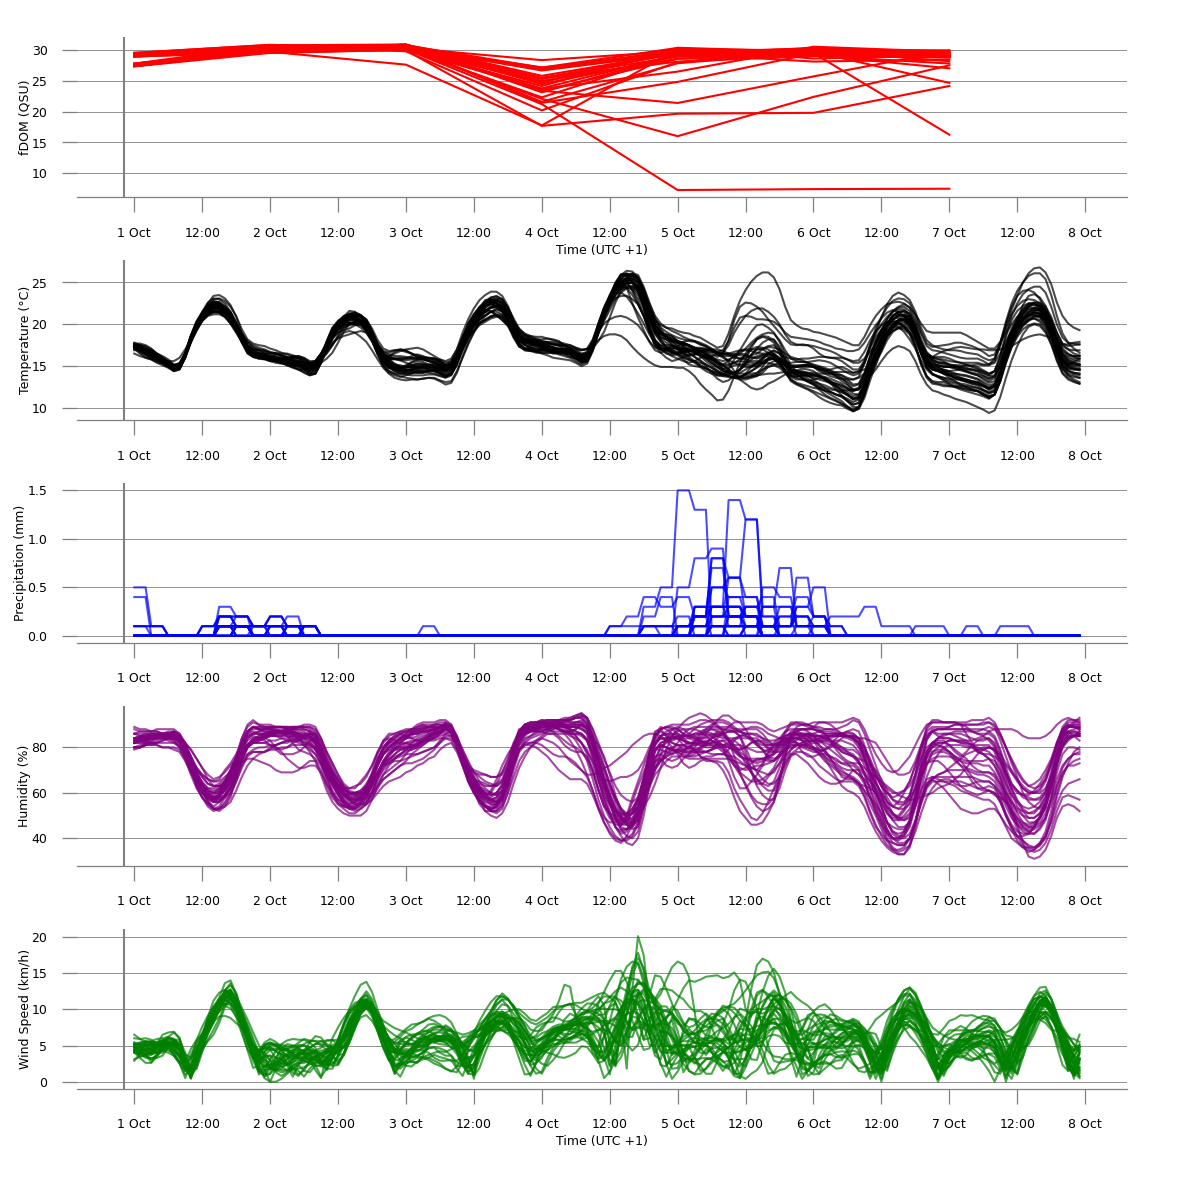 30
25
20
15
10
fDOM (QSU)
1 Oct 12:00 2 Oct 12:00 3 Oct 12:00 4 Oct 12:00 5 Oct 12:00 6 Oct 12:00 7 Oct 12:00 8 Oct
Time (UTC +1)
25
20
15
10
Temperature (°C)
1 Oct 12:00 2 Oct 12:00 3 Oct 12:00 4 Oct 12:00 5 Oct 12:00 6 Oct 12:00 7 Oct 12:00 8 Oct
1.5
1.0
0.5
0.0
Precipitation (mm)
1 Oct 12:00 2 Oct 12:00 3 Oct 12:00 4 Oct 12:00 5 Oct 12:00 6 Oct 12:00 7 Oct 12:00 8 Oct
80
60
40
Humidity (%)
1 Oct 12:00 2 Oct 12:00 3 Oct 12:00 4 Oct 12:00 5 Oct 12:00 6 Oct 12:00 7 Oct 12:00 8 Oct
20
15
10
5
0
Wind Speed (km/h)
1 Oct 12:00 2 Oct 12:00 3 Oct 12:00 4 Oct 12:00 5 Oct 12:00 6 Oct 12:00 7 Oct 12:00 8 Oct
Time (UTC +1)